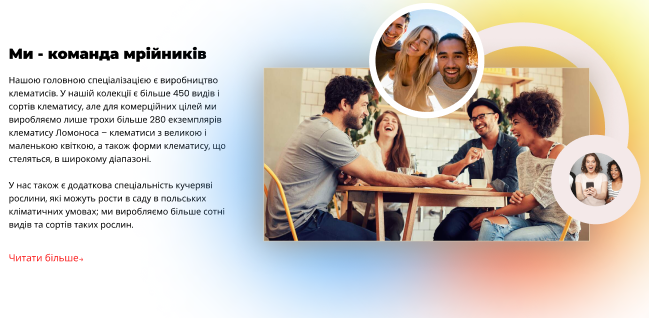 Ми - команда мрійників
Нашою головною спеціалізацією є виробництво
клематисів. У нашій колекції є більше 450 видів і
сортів клематису, але для комерційних цілей ми
виробляємо лише трохи більше 280 екземплярів
клематису Ломоноса – клематиси з великою і
маленькою квіткою, а також форми клематису, що
стеляться, в широкому діапазоні.
У нас також є додаткова спеціальність кучеряві
рослини, які можуть рости в саду в польських
кліматичних умовах; ми виробляємо більше сотні
видів та сортів таких рослин.
Читати більше→